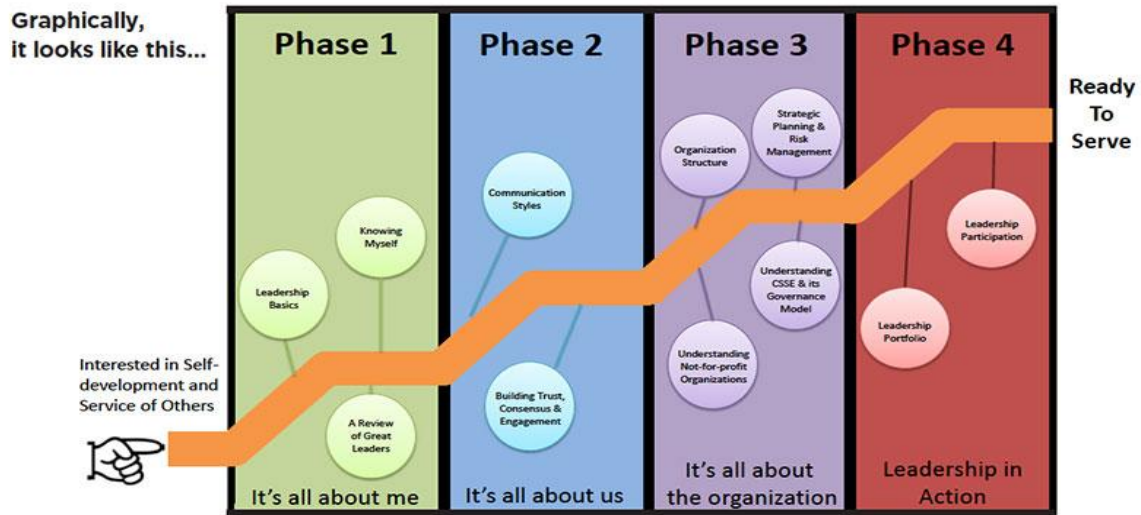 Graphically,
it looks like this...
Phase 1
Phase 2
Phase 3
Phase 4
Ready
To
Serve
Interested in Self-
development and
Service of Others
Leadership
Basics
Knowing
Myself
A Review
of Great
Leaders
It's all about me
Communication
Styles
Building Trust,
Consensus &
Engagement
It's all about us
Organization
Structure
Strategic
Planning &
Risk
Management
Understanding
Not-for-profit
Organizations
Understanding
CSSE & its
Governance
Model
It's all about
the organization
Leadership
Portfolio
Leadership
Participation
Leadership in
Action